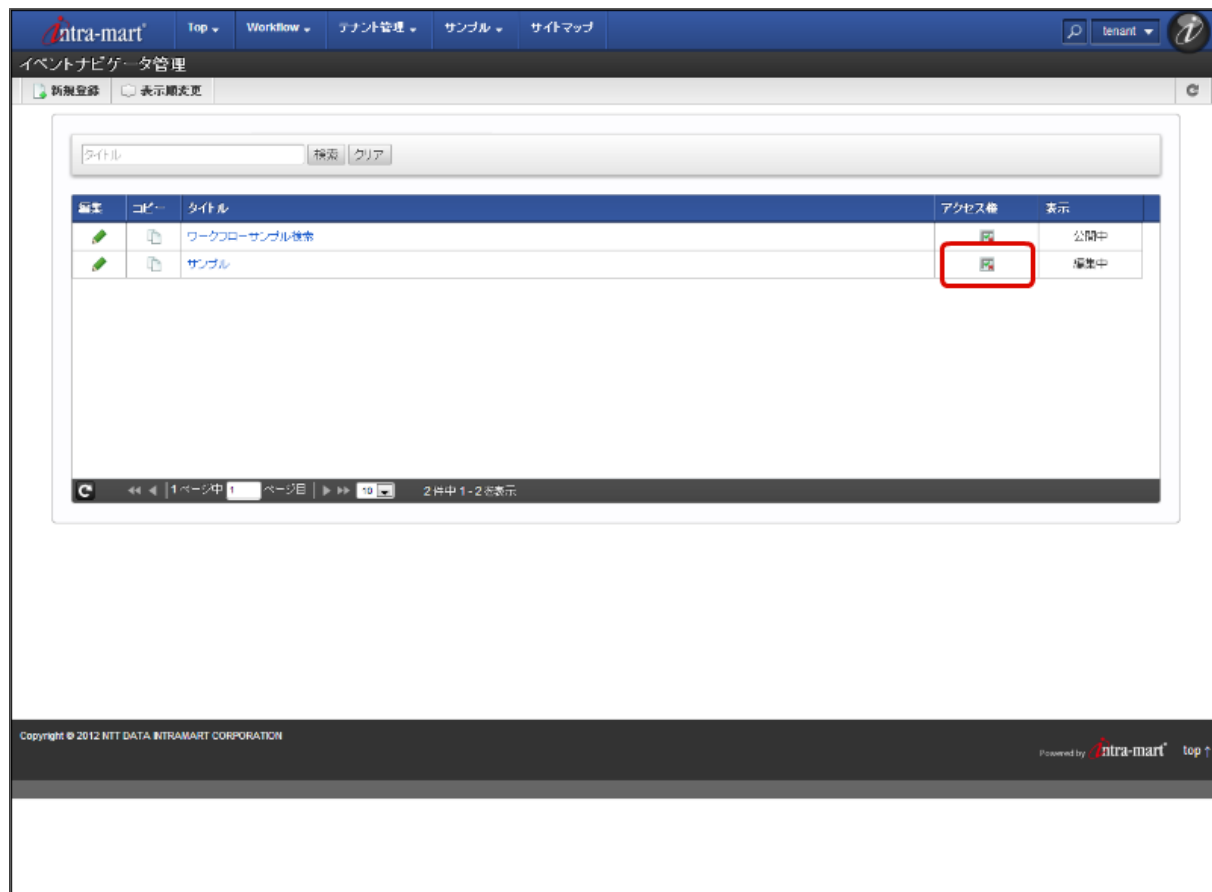 intra-mart Top Workflow テナント管理 サンプル サイトマップ tenant
イベントナビゲータ管理
新規登録 表示順変更
タイトル 検索 クリア
編集 コピー タイトル アクセス権 表示
ワークフローサンプル検索 公開中
サンプル 編集中
1ページ中 1 ページ目 10 2件中 1 - 2 を表示
Copyright © 2012 NTT DATA INTRAMART CORPORATION
Powered by intra-mart top ↑